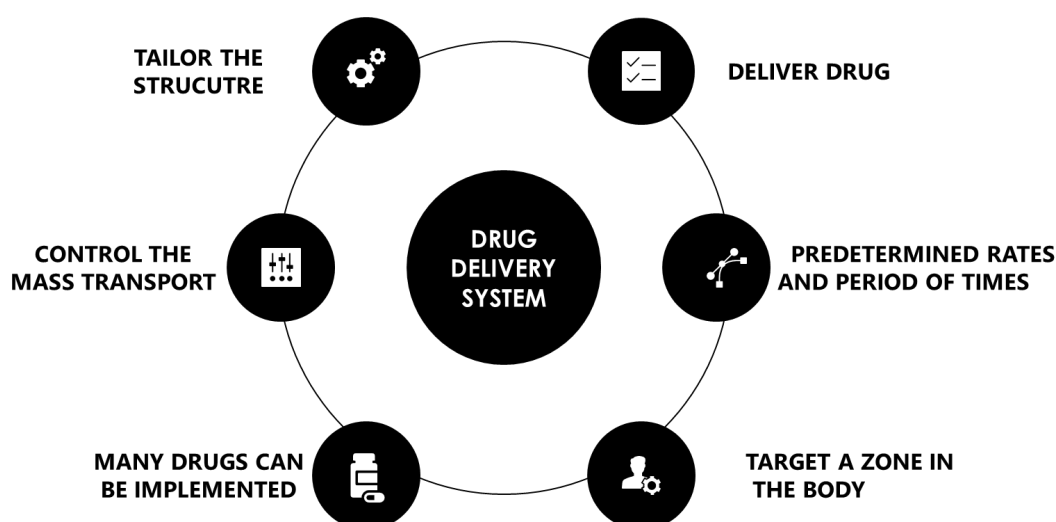 TAILOR THE
STRUCUTRE
DELIVER DRUG
CONTROL THE
MASS TRANSPORT
DRUG
DELIVERY
SYSTEM
PREDETERMINED RATES
AND PERIOD OF TIMES
MANY DRUGS CAN
BE IMPLEMENTED
TARGET A ZONE IN
THE BODY